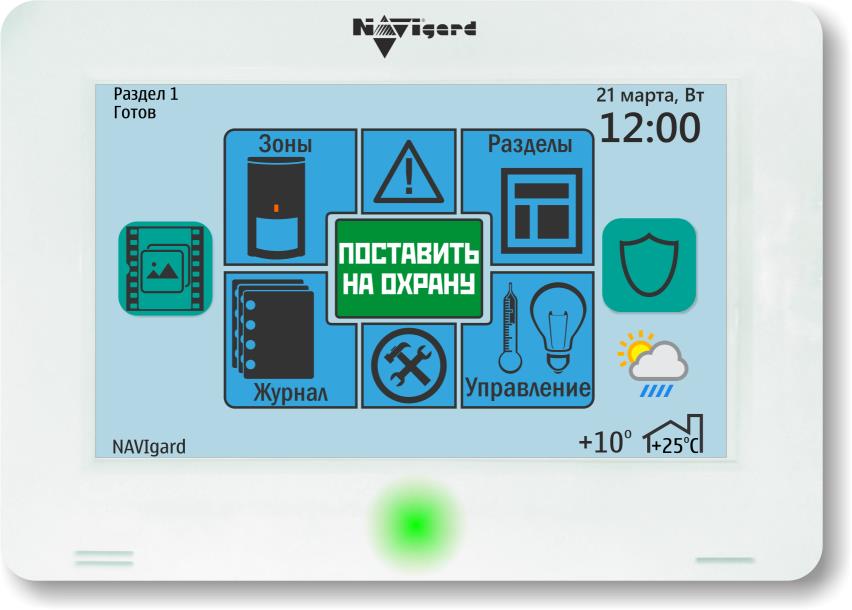 NAVIgard
Раздел 1
Готов
21 марта, Вт
12:00
Зоны
Разделы
ПОСТАВИТЬ
НА ОХРАНУ
Журнал
Управление
NAVIgard
+10°
+25°C